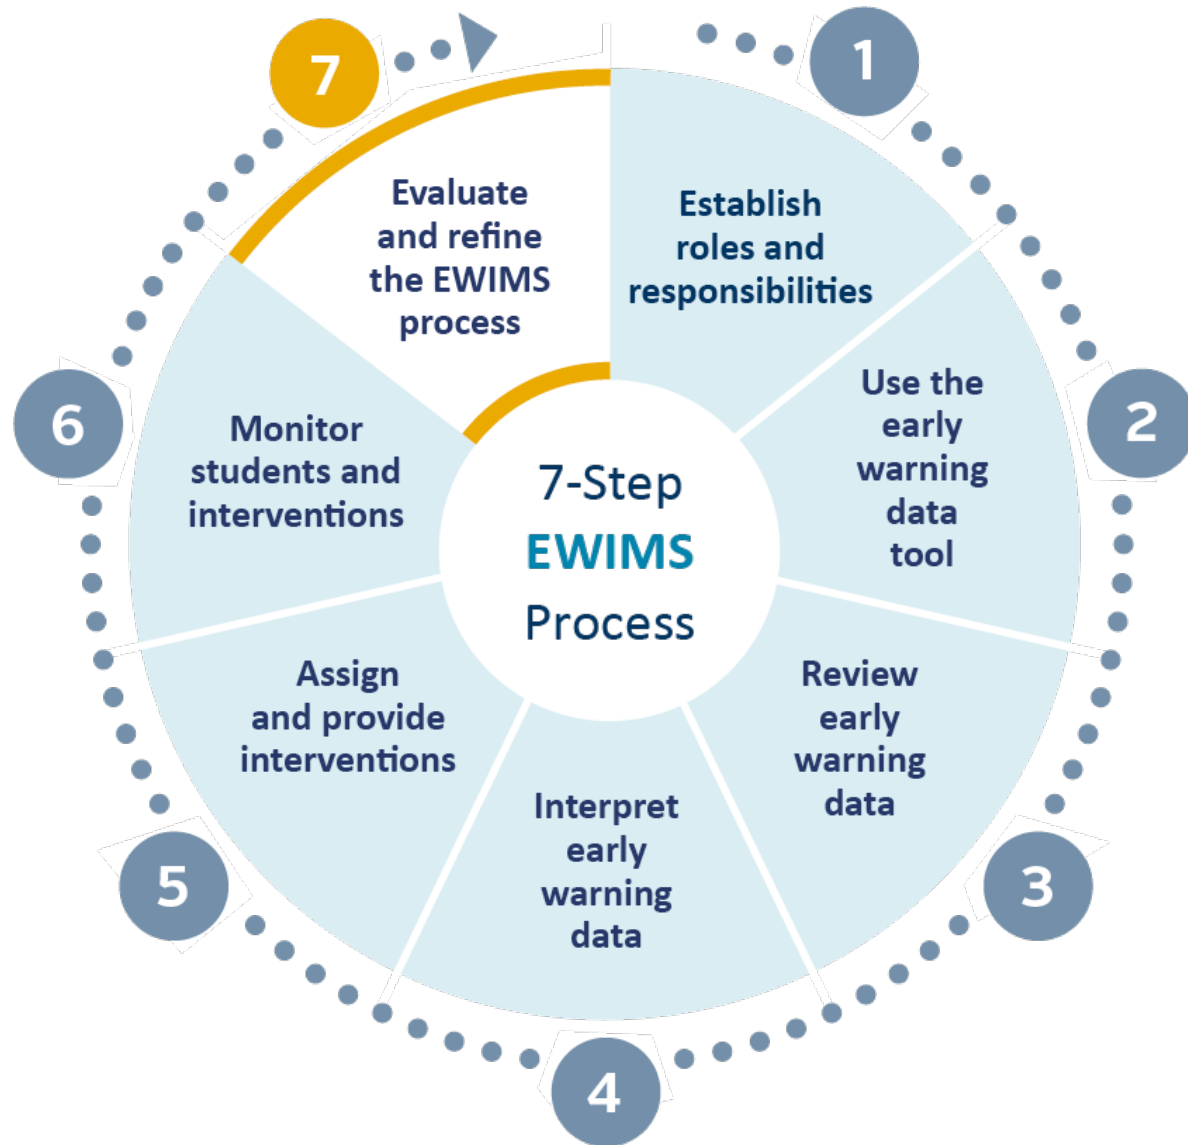 7-Step
EWIMS
Process
1
Establish
roles and
responsibilities
2
Use the
early
warning
data
tool
3
Review
early
warning
data
4
Interpret
early
warning
data
5
Assign
and provide
interventions
6
Monitor
students and
interventions
7
Evaluate
and refine
the EWIMS
process